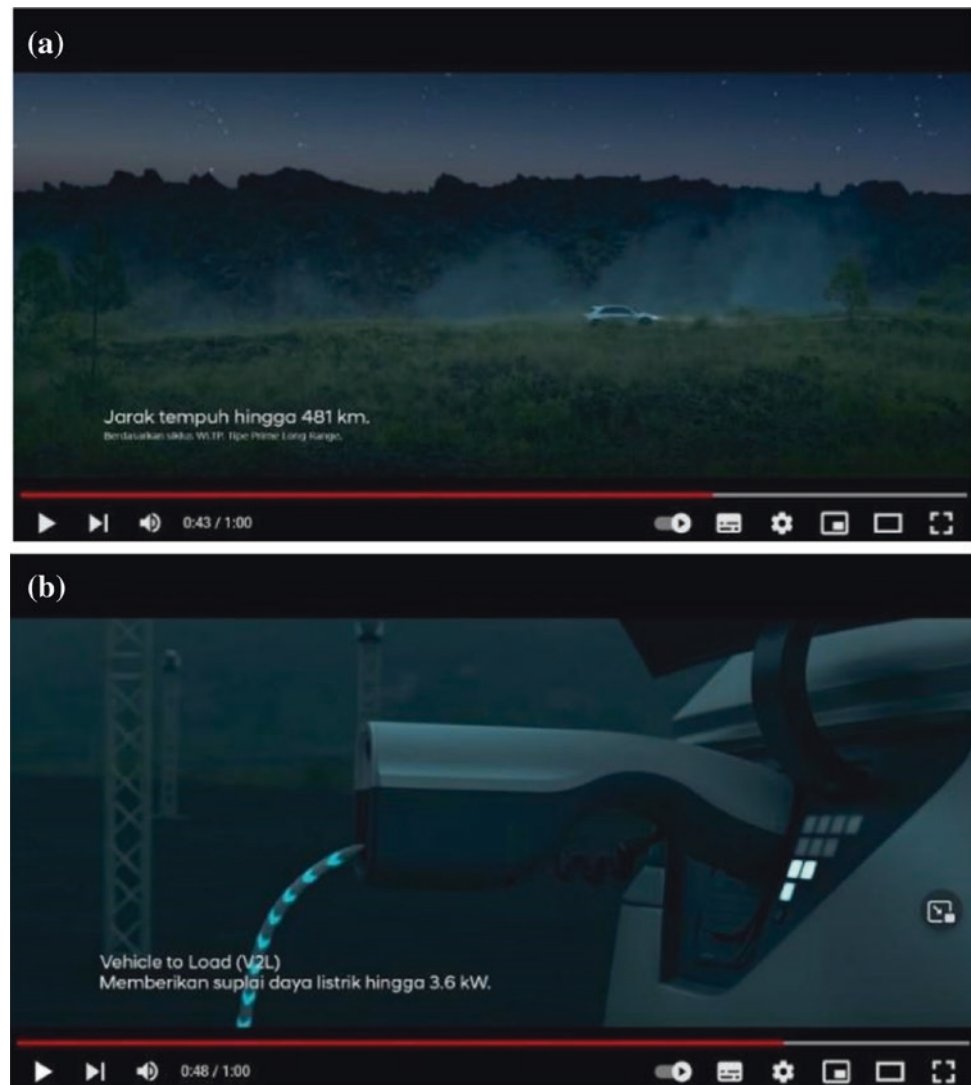 (a)
Jarak tempuh hingga 481 km.
Berdasarkan siklus WLTP. Tipe Prime Long Range.
0:43 / 1:00
(b)
Vehicle to Load (V2L)
Memberikan suplai daya listrik hingga 3.6 kW.
0:48 / 1:00